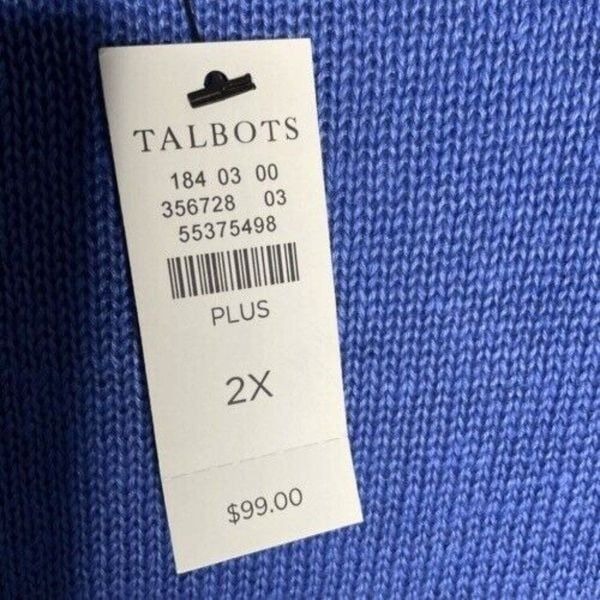 TALBOTS
184 03 00
356728 03
55375498
PLUS
2X
$99.00